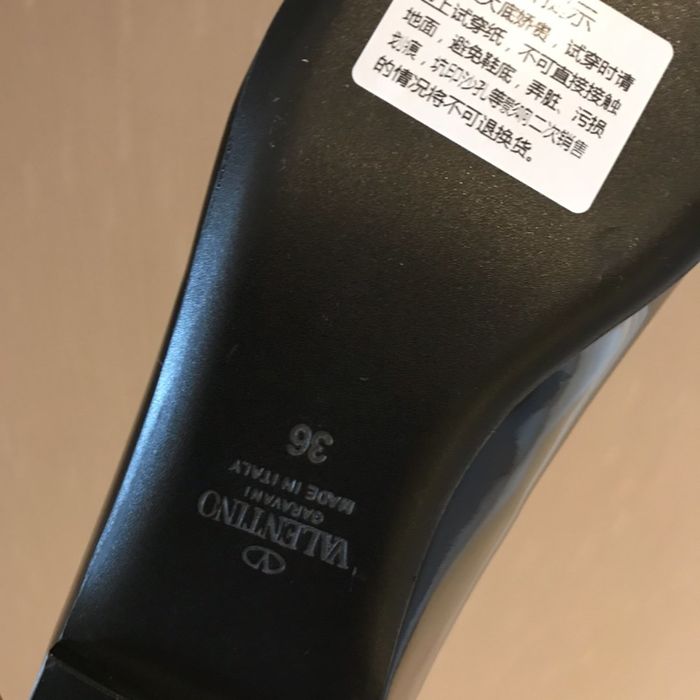 示
大底娇贵，试穿时请
上试穿纸，不可直接接触
地面，避免鞋底，弄脏、污损
划痕，坑印沙孔等影响二次销售
的情况将不可退换货。
VALENTINO
GARAVANI
MADE IN ITALY
36